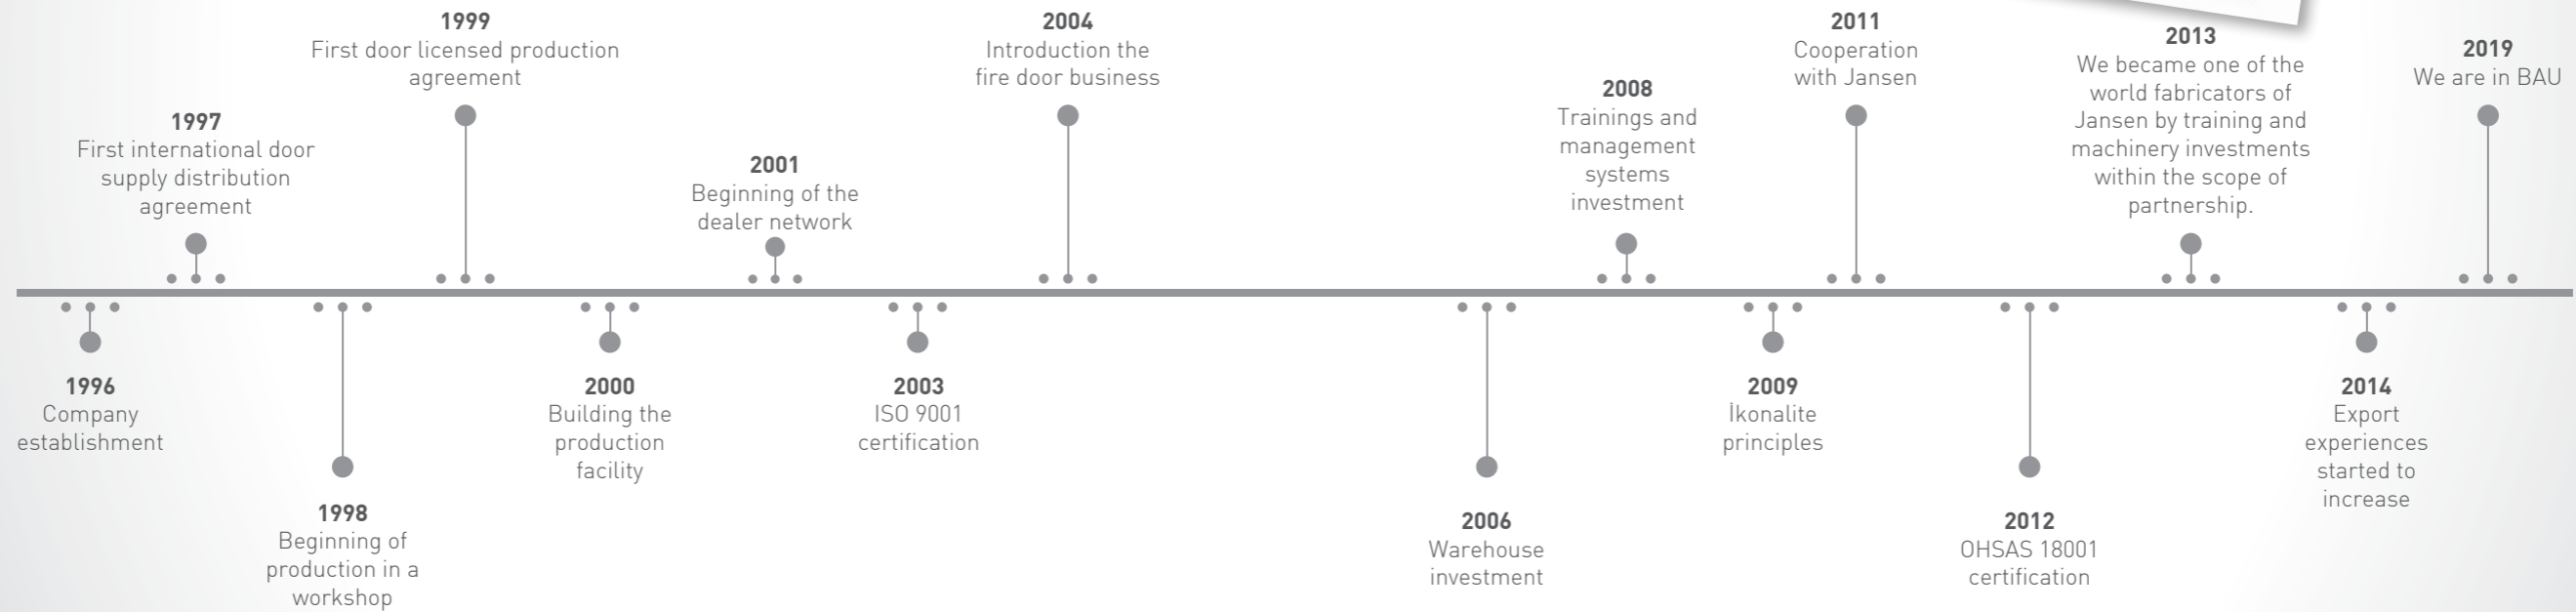 1996
Company
establishment
1997
First international door
supply distribution
agreement
1998
Beginning of
production in a
workshop
1999
First door licensed production
agreement
2000
Building the
production
facility
2001
Beginning of the
dealer network
2003
ISO 9001
certification
2004
Introduction the
fire door business
2006
Warehouse
investment
2008
Trainings and
management
systems
investment
2009
İkonalite
principles
2011
Cooperation
with Jansen
2012
OHSAS 18001
certification
2013
We became one of the
world fabricators of
Jansen by training and
machinery investments
within the scope of
partnership.
2014
Export
experiences
started to
increase
2019
We are in BAU